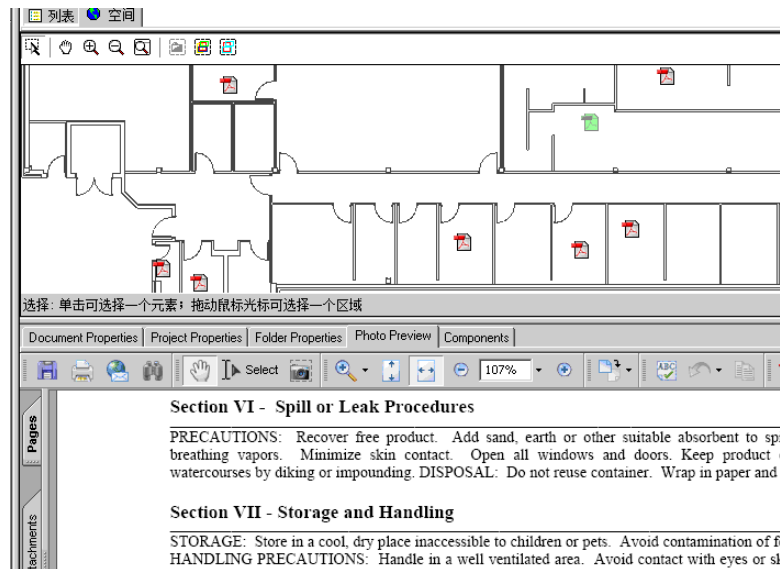 列表 空间
选择: 单击可选择一个元素；拖动鼠标光标可选择一个区域
Document Properties Project Properties Folder Properties Photo Preview Components
Select 107% ABC
Pages
Section VI - Spill or Leak Procedures
PRECAUTIONS: Recover free product. Add sand, earth or other suitable absorbent to
breathing vapors. Minimize skin contact. Open all windows and doors. Keep product
watercourses by diking or impounding. DISPOSAL: Do not reuse container. Wrap in paper and
Section VII - Storage and Handling
STORAGE: Store in a cool, dry place inaccessible to children or pets. Avoid contamination of
HANDLING PRECAUTIONS: Handle in a well ventilated area. Avoid contact with eyes or
tachments